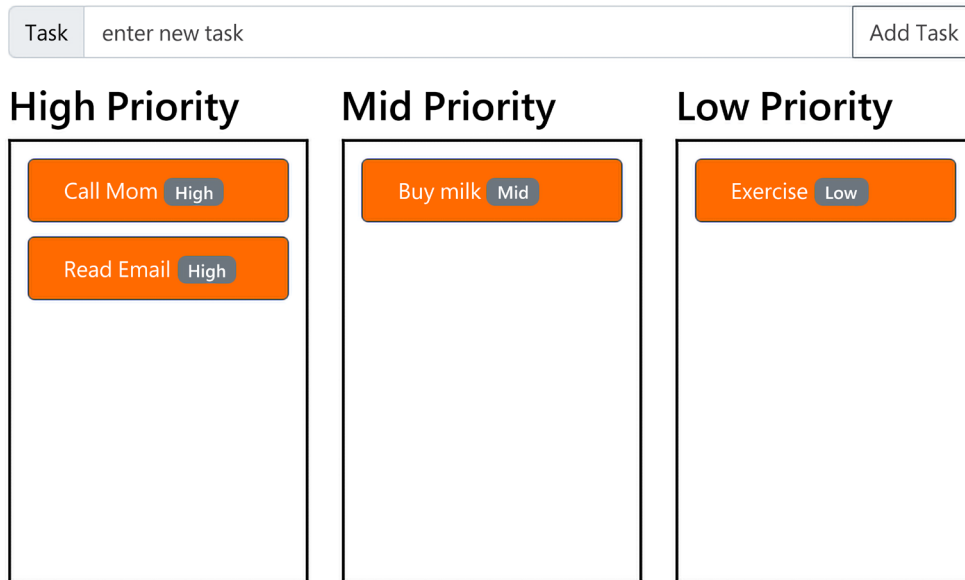 Task enter new task Add Task
High Priority Mid Priority Low Priority
Call Mom High Buy milk Mid Exercise Low
Read Email High